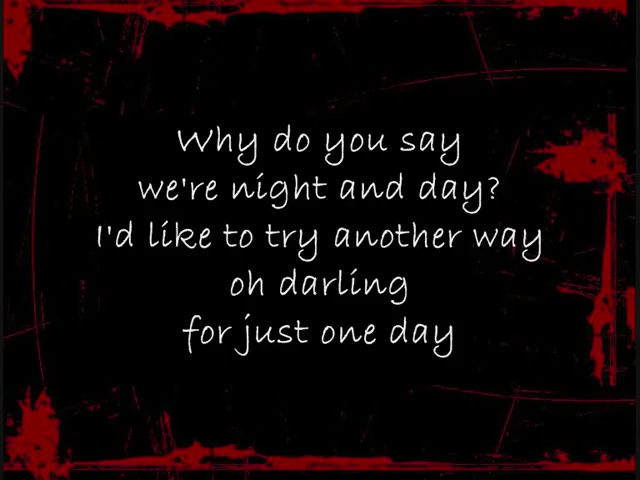 Why do you say
we're night and day?
I'd like to try another way
oh darling
for just one day